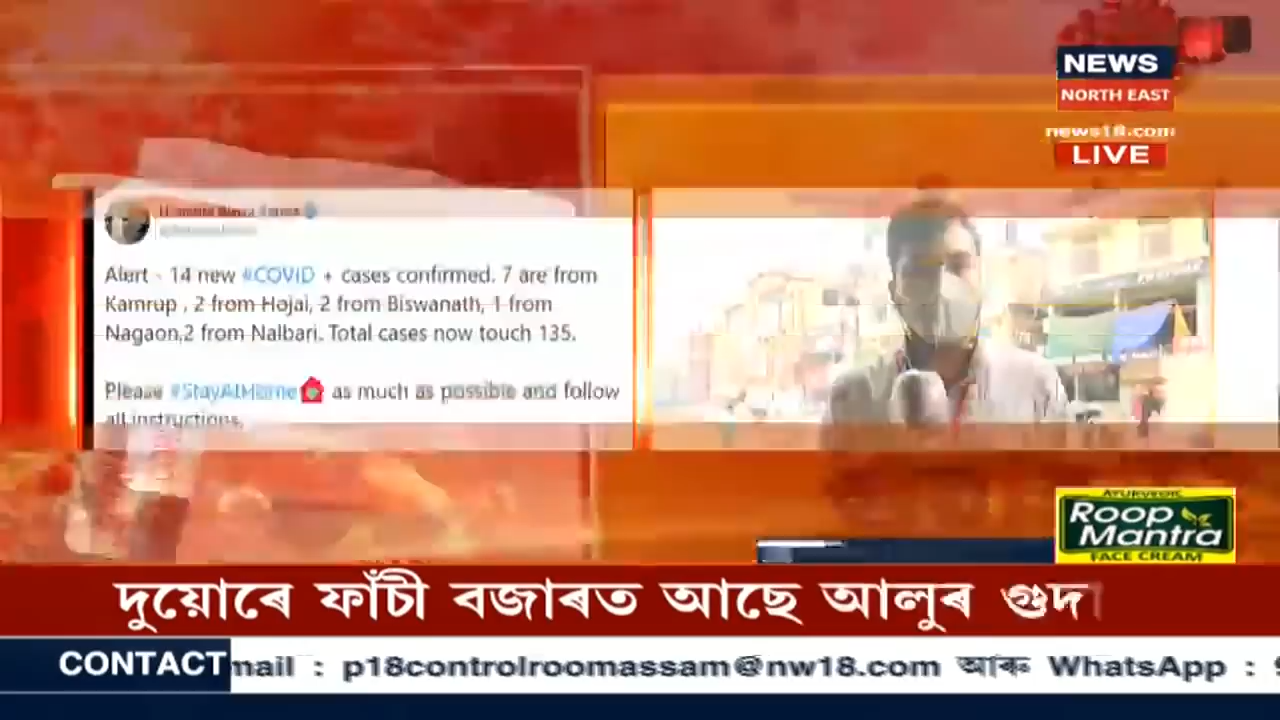 NEWS
NORTH EAST
news18.com
LIVE
Alert - 14 new #COVID + cases confirmed. 7 are from
Kamrup , 2 from Hojai, 2 from Biswanath, 1 from
Nagaon,2 from Nalbari. Total cases now touch 135.
Please #StayAtHome as much as possible and follow
all instructions.
AYURVEDIC
Roop
Mantra
FACE CREAM
দুয়োৰে ফাঁচী বজাৰত আছে আলুৰ
CONTACT mail : p18controlroomassam@nw18.com আৰু WhatsApp :